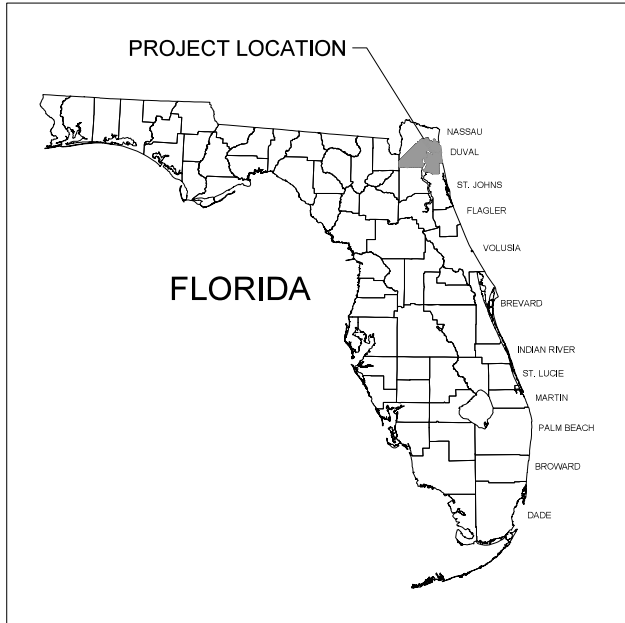 PROJECT LOCATION
NASSAU
DUVAL
ST. JOHNS
FLAGLER
VOLUSIA
FLORIDA
BREVARD
INDIAN RIVER
ST. LUCIE
MARTIN
PALM BEACH
BROWARD
DADE